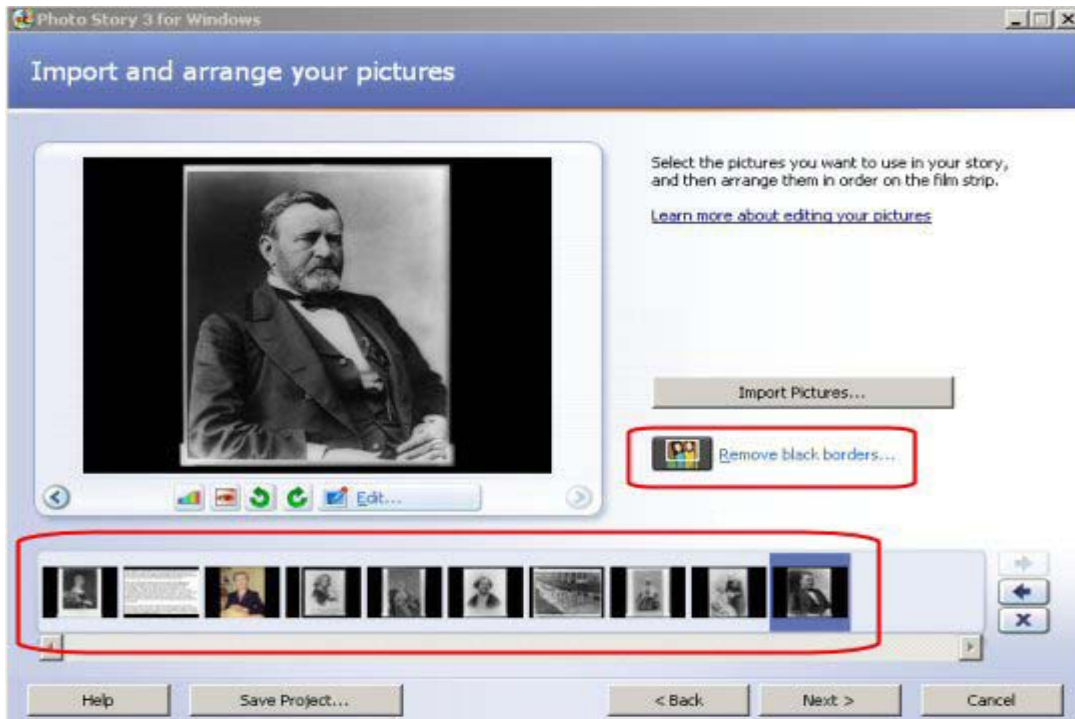 Photo Story 3 for Windows
Import and arrange your pictures
Select the pictures you want to use in your story,
and then arrange them in order on the film strip.
Learn more about editing your pictures
Import Pictures...
Remove black borders...
Edit...
Help
Save Project...
< Back
Next >
Cancel